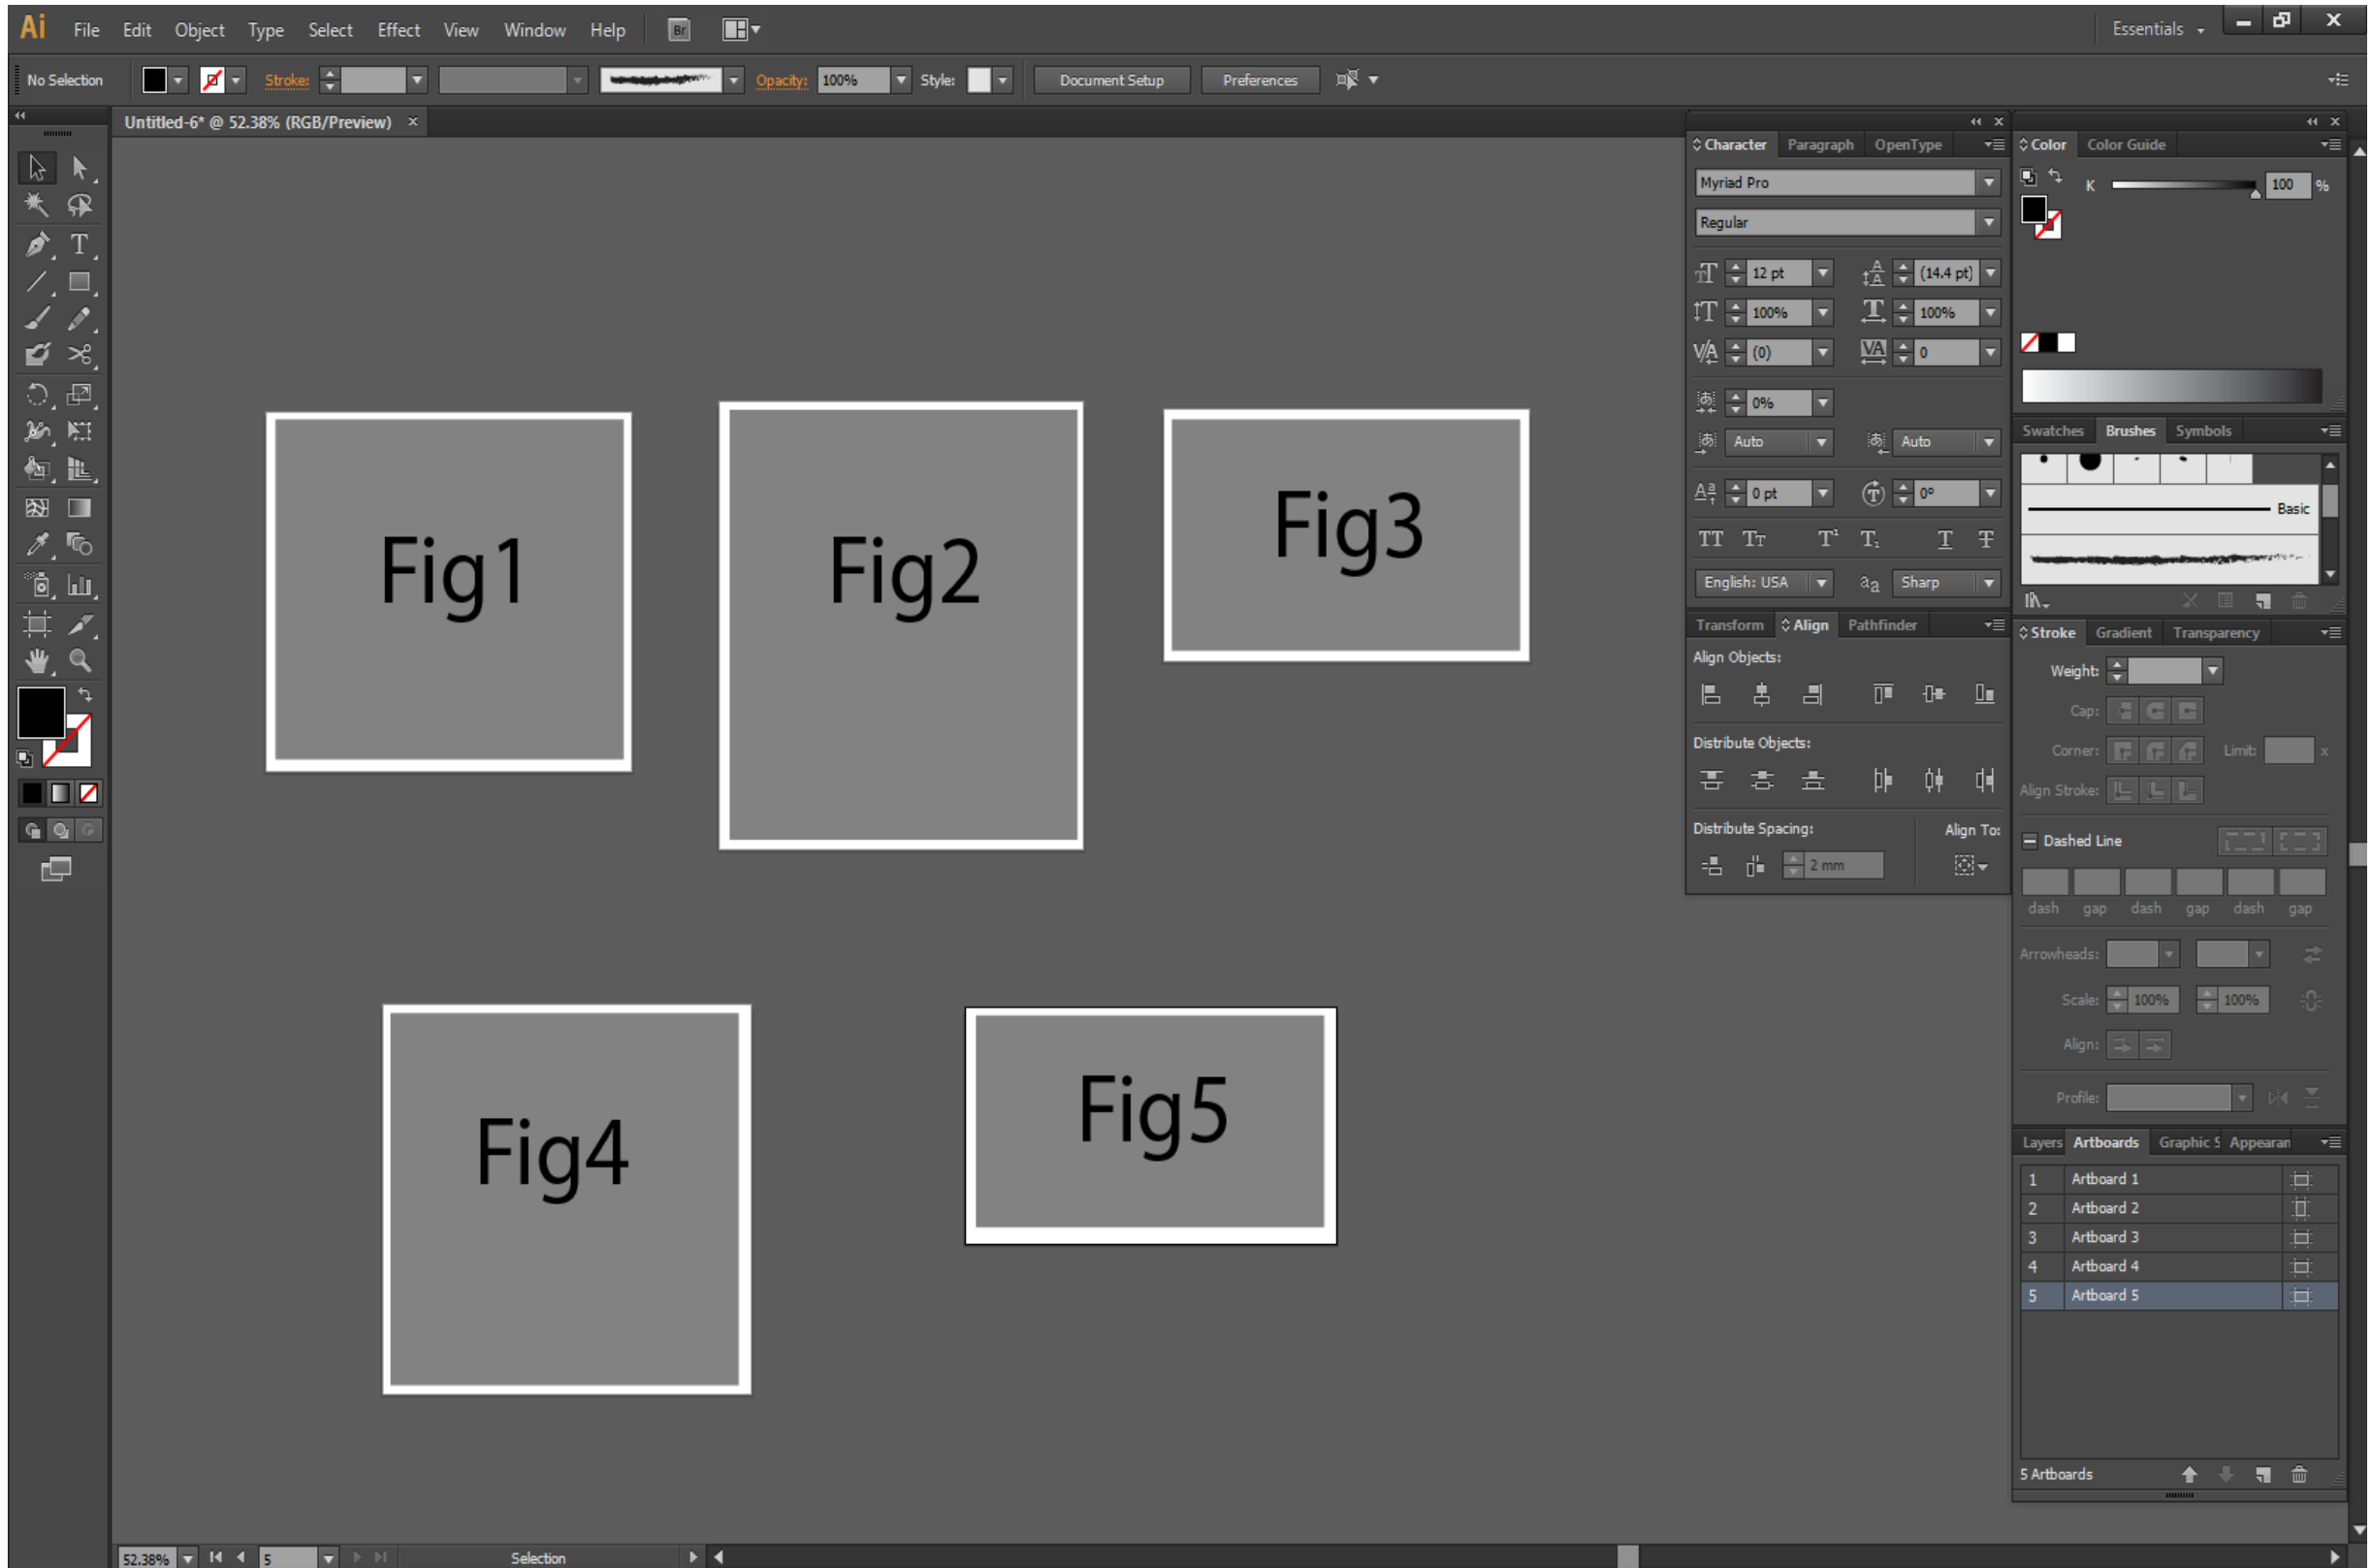 Ai File Edit Object Type Select Effect View Window Help Br Essentials
No Selection Stroke: Opacity: 100% Style: Document Setup Preferences
Untitled-6* @ 52.38% (RGB/Preview) ×
Character Paragraph OpenType
Myriad Pro
Regular
12 pt (14.4 pt)
100% 100%
(0) 0
0%
Auto Auto
0 pt 0°
English: USA Sharp
Transform Align Pathfinder
Align Objects:
Distribute Objects:
Distribute Spacing: Align To:
2 mm
Color Color Guide
K 100 %
Swatches Brushes Symbols
Basic
Stroke Gradient Transparency
Weight:
Cap:
Corner: Limit: x
Align Stroke:
Dashed Line
dash gap dash gap dash gap
Arrowheads:
Scale: 100% 100%
Align:
Profile:
Layers Artboards Graphic S Appearan
1 Artboard 1
2 Artboard 2
3 Artboard 3
4 Artboard 4
5 Artboard 5
5 Artboards
Fig1
Fig2
Fig3
Fig4
Fig5
52.38% 5 Selection